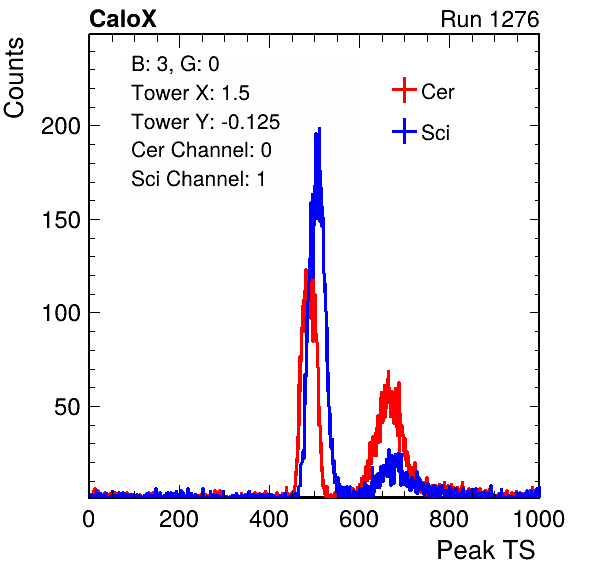 CaloX Run 1276
Counts
B: 3, G: 0
Tower X: 1.5
Tower Y: -0.125
Cer Channel: 0
Sci Channel: 1
Cer
Sci
200
150
100
50
0 200 400 600 800 1000
Peak TS